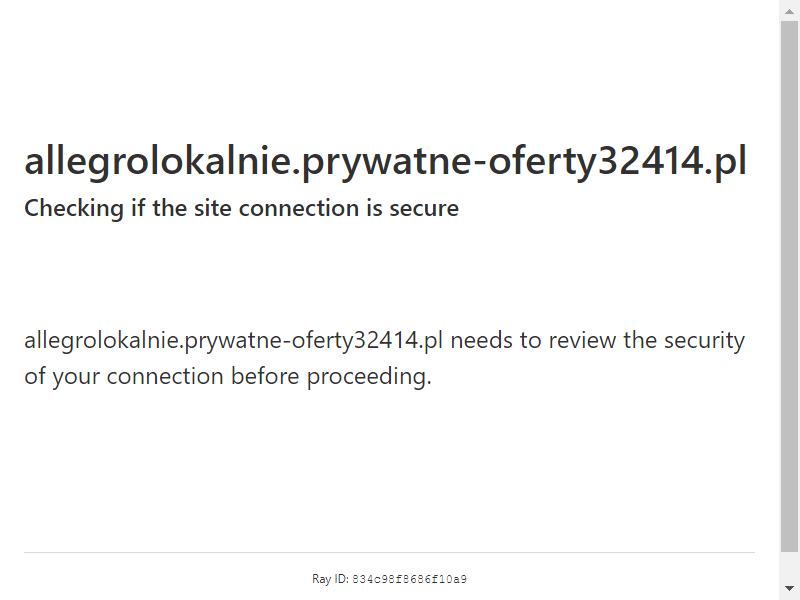 allegrolokalnie.prywatne-oferty32414.pl
Checking if the site connection is secure
allegrolokalnie.prywatne-oferty32414.pl needs to review the security
of your connection before proceeding.
Ray ID: 834c98f8686f10a9